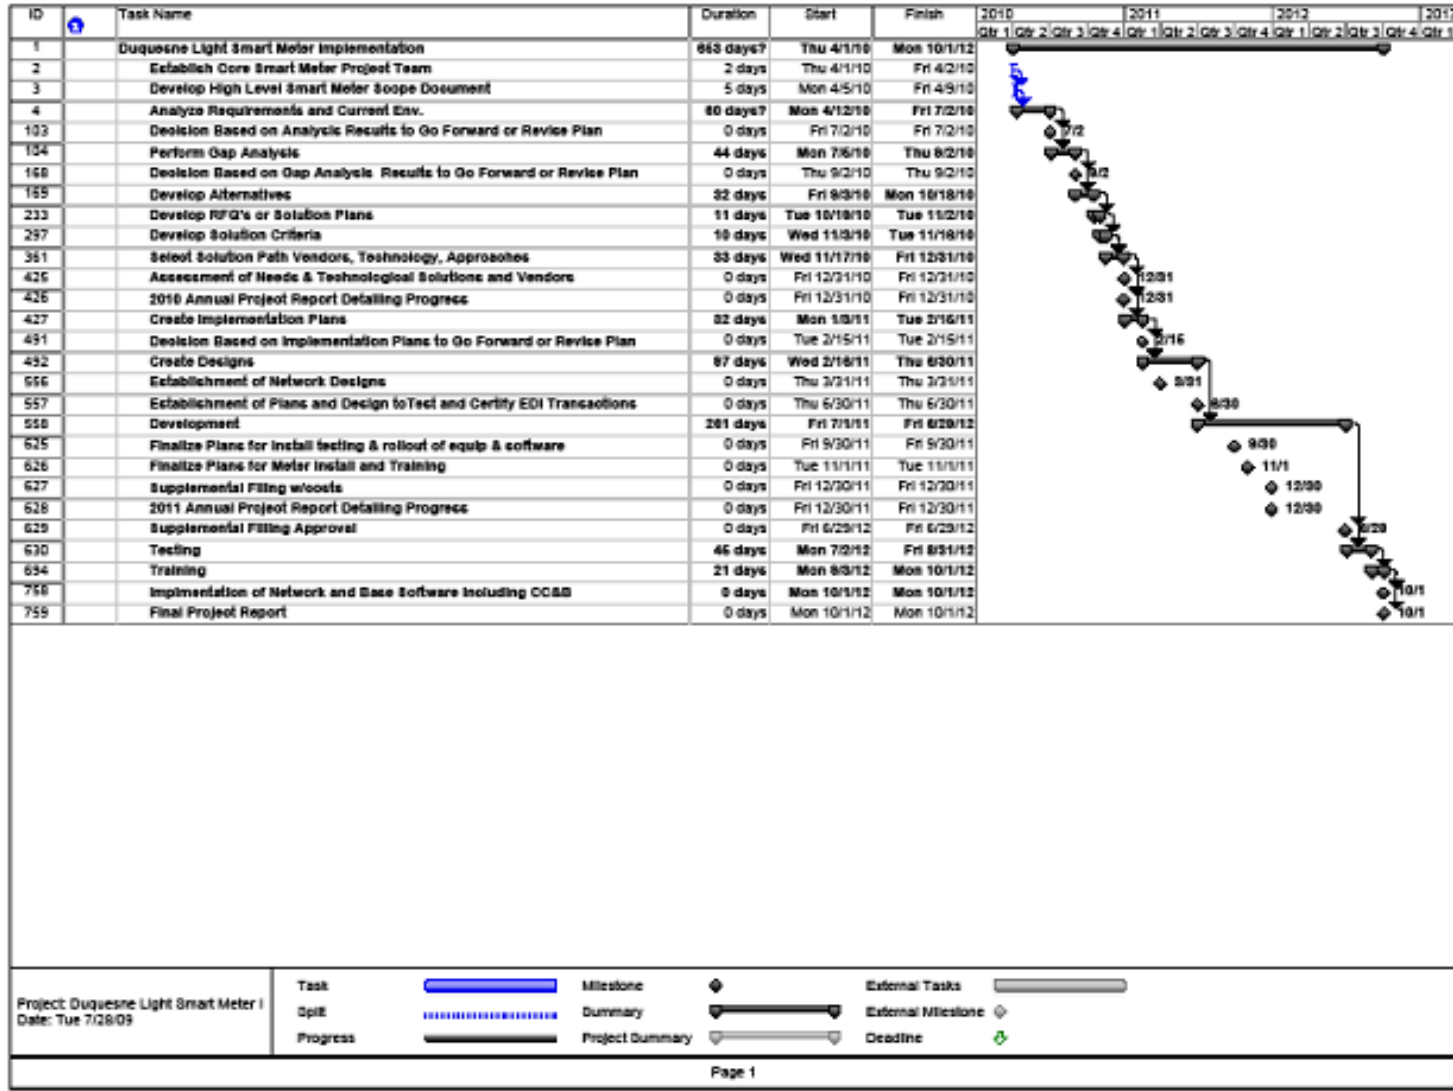 ID Task Name Duration Start Finish 2010 2011 2012 2013
Qtr 1 Qtr 2 Qtr 3 Qtr 4 Qtr 1 Qtr 2 Qtr 3 Qtr 4 Qtr 1 Qtr 2 Qtr 3 Qtr 4 Qtr 1
1 Duquesne Light Smart Meter Implementation 653 days? Thu 4/1/10 Mon 10/1/12
2 Establish Core Smart Meter Project Team 2 days Thu 4/1/10 Fri 4/2/10
3 Develop High Level Smart Meter Scope Document 5 days Mon 4/5/10 Fri 4/9/10
4 Analyze Requirements and Current Env. 60 days? Mon 4/12/10 Fri 7/2/10
103 Decision Based on Analysis Results to Go Forward or Revise Plan 0 days Fri 7/2/10 Fri 7/2/10 7/2
104 Perform Gap Analysis 44 days Mon 7/5/10 Thu 9/2/10
168 Decision Based on Gap Analysis Results to Go Forward or Revise Plan 0 days Thu 9/2/10 Thu 9/2/10 9/2
169 Develop Alternatives 32 days Fri 9/3/10 Mon 10/18/10
233 Develop RFQ's or Solution Plans 11 days Tue 10/19/10 Tue 11/2/10
297 Develop Solution Criteria 10 days Wed 11/3/10 Tue 11/16/10
361 Select Solution Path Vendors, Technology, Approaches 33 days Wed 11/17/10 Fri 12/31/10
425 Assessment of Needs & Technological Solutions and Vendors 0 days Fri 12/31/10 Fri 12/31/10 12/31
426 2010 Annual Project Report Detailing Progress 0 days Fri 12/31/10 Fri 12/31/10 12/31
427 Create Implementation Plans 32 days Mon 1/3/11 Tue 2/15/11
491 Decision Based on Implementation Plans to Go Forward or Revise Plan 0 days Tue 2/15/11 Tue 2/15/11 2/15
492 Create Designs 97 days Wed 2/16/11 Thu 6/30/11
556 Establishment of Network Designs 0 days Thu 3/31/11 Thu 3/31/11 3/31
557 Establishment of Plans and Design toTest and Certify EDI Transactions 0 days Thu 6/30/11 Thu 6/30/11 6/30
558 Development 261 days Fri 7/1/11 Fri 6/29/12
625 Finalize Plans for Install testing & rollout of equip & software 0 days Fri 9/30/11 Fri 9/30/11 9/30
626 Finalize Plans for Meter Install and Training 0 days Tue 11/1/11 Tue 11/1/11 11/1
627 Supplemental Filing w/costs 0 days Fri 12/30/11 Fri 12/30/11 12/30
628 2011 Annual Project Report Detailing Progress 0 days Fri 12/30/11 Fri 12/30/11 12/30
629 Supplemental Filling Approval 0 days Fri 6/29/12 Fri 6/29/12 6/29
630 Testing 45 days Mon 7/2/12 Fri 8/31/12
694 Training 21 days Mon 9/3/12 Mon 10/1/12
758 Implmentation of Network and Base Software Including CC&B 0 days Mon 10/1/12 Mon 10/1/12 10/1
759 Final Project Report 0 days Mon 10/1/12 Mon 10/1/12 10/1
Project: Duquesne Light Smart Meter I
Date: Tue 7/28/09
Task Milestone External Tasks
Split Summary External Milestone
Progress Project Summary Deadline
Page 1